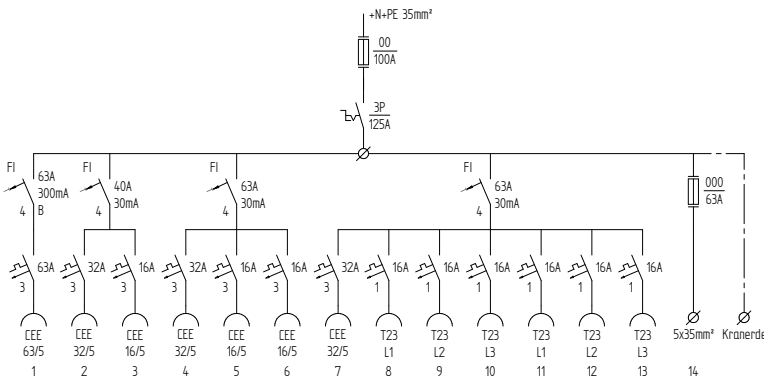 +N+PE 35mm²
00
100A
3P
125A
FI
63A
300mA
4
B
FI
40A
30mA
4
FI
63A
30mA
4
FI
63A
30mA
4
000
63A
63A
3
32A
3
16A
3
32A
3
16A
3
16A
3
32A
3
16A
1
16A
1
16A
1
16A
1
16A
1
16A
1
CEE
63/5
1
CEE
32/5
2
CEE
16/5
3
CEE
32/5
4
CEE
16/5
5
CEE
16/5
6
CEE
32/5
7
T23
L1
8
T23
L2
9
T23
L3
10
T23
L1
11
T23
L2
12
T23
L3
13
5x35mm²
14
Kranerde